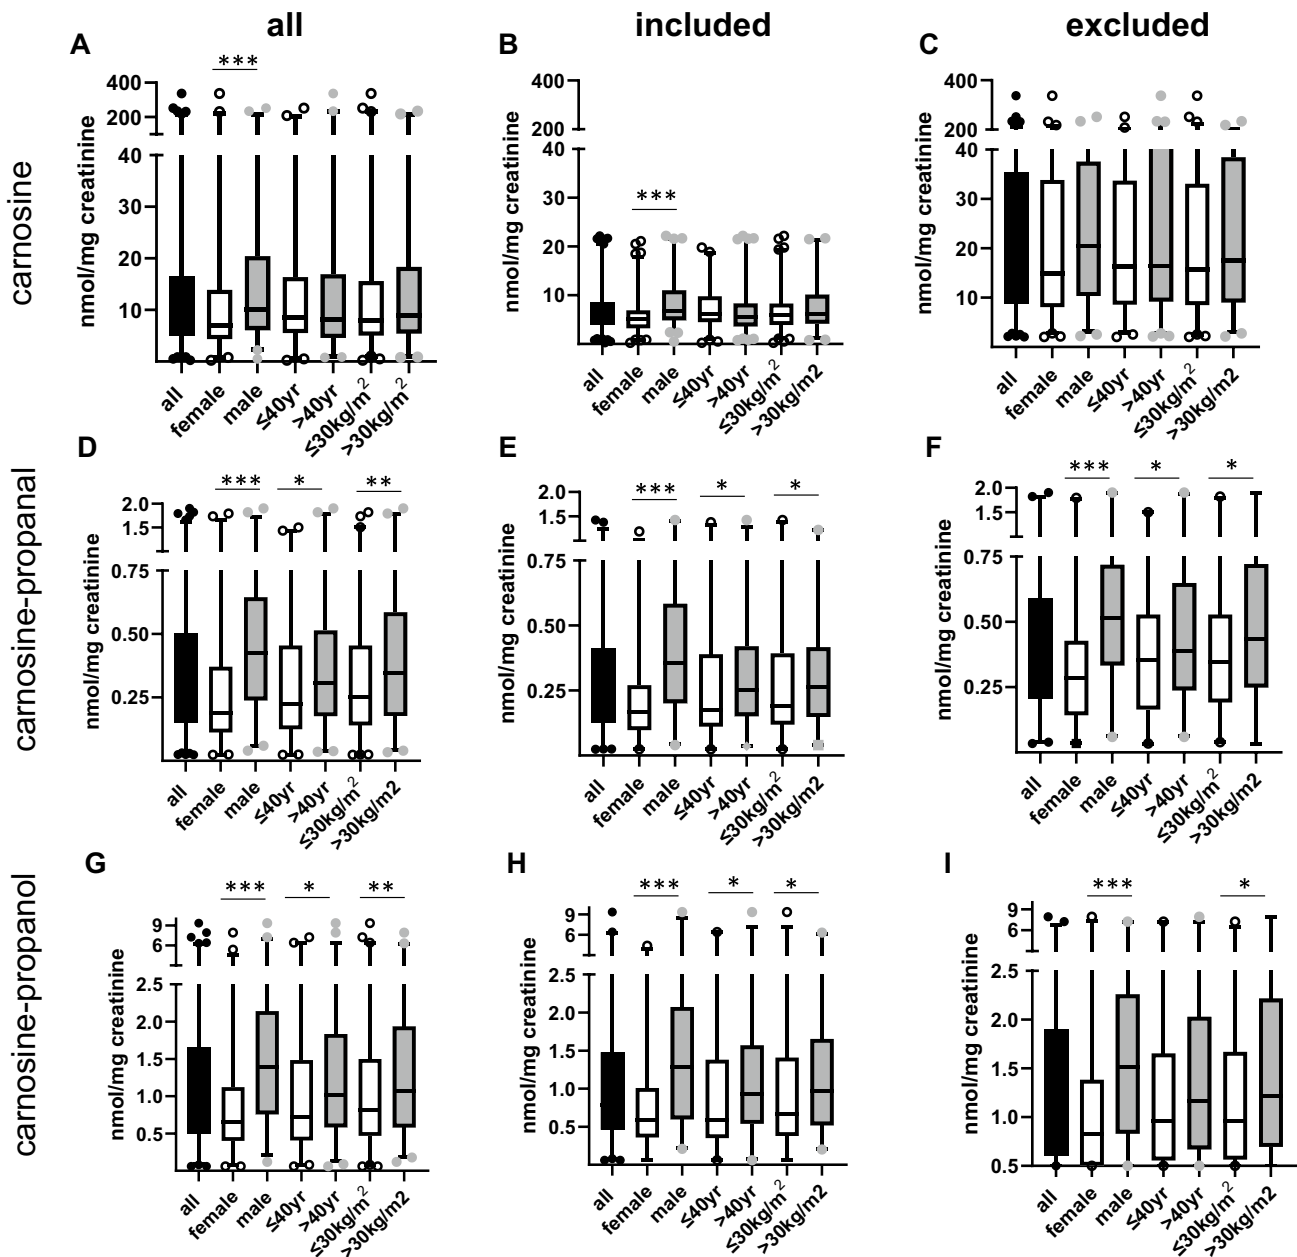 all included excluded
A B C
*** ***
carnosine
nmol/mg creatinine
400
200
40
30
20
10
all female male ≤40yr >40yr ≤30kg/m² >30kg/m²
nmol/mg creatinine
400
200
40
30
20
10
all female male ≤40yr >40yr ≤30kg/m² >30kg/m2
nmol/mg creatinine
400
200
40
30
20
10
all female male ≤40yr >40yr ≤30kg/m² >30kg/m2
D E F
*** * ** *** * * *** * *
carnosine-propanal
nmol/mg creatinine
2.0
1.5
0.75
0.50
0.25
all female male ≤40yr >40yr ≤30kg/m² >30kg/m2
nmol/mg creatinine
2.0
1.5
0.75
0.50
0.25
all female male ≤40yr >40yr ≤30kg/m² >30kg/m2
nmol/mg creatinine
2.0
1.5
0.75
0.50
0.25
all female male ≤40yr >40yr ≤30kg/m² >30kg/m2
G H I
*** * ** *** * * *** *
carnosine-propanol
nmol/mg creatinine
9
6
2.5
2.0
1.5
1.0
0.5
all female male ≤40yr >40yr ≤30kg/m² >30kg/m2
nmol/mg creatinine
9
6
2.5
2.0
1.5
1.0
0.5
all female male ≤40yr >40yr ≤30kg/m² >30kg/m2
nmol/mg creatinine
9
6
2.5
2.0
1.5
1.0
0.5
all female male ≤40yr >40yr ≤30kg/m² >30kg/m2